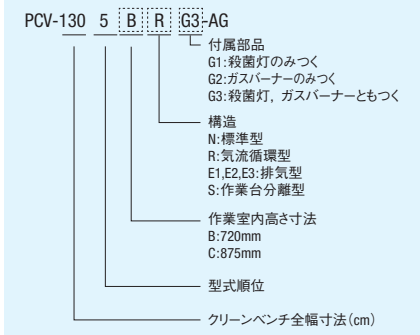 PCV-130 5 B R G3-AG
付属部品
G1:殺菌灯のみつく
G2:ガスバーナーのみつく
G3:殺菌灯, ガスバーナーともつく
構造
N:標準型
R:気流循環型
E1,E2,E3:排気型
S:作業台分離型
作業室内高さ寸法
B:720mm
C:875mm
型式順位
クリーンベンチ全幅寸法(cm)